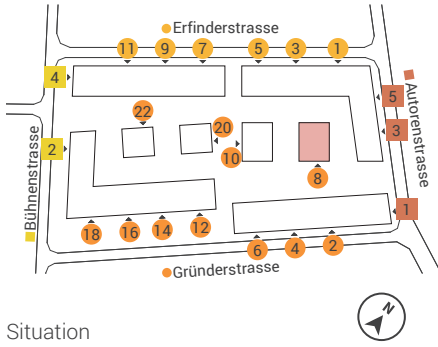 Erfinderstrasse
11 9 7 5 3 1
4
5
Autorenstrasse
22
20
3
2
10
8
Bühnenstrasse
1
18 16 14 12
6 4 2
Gründerstrasse
N
Situation